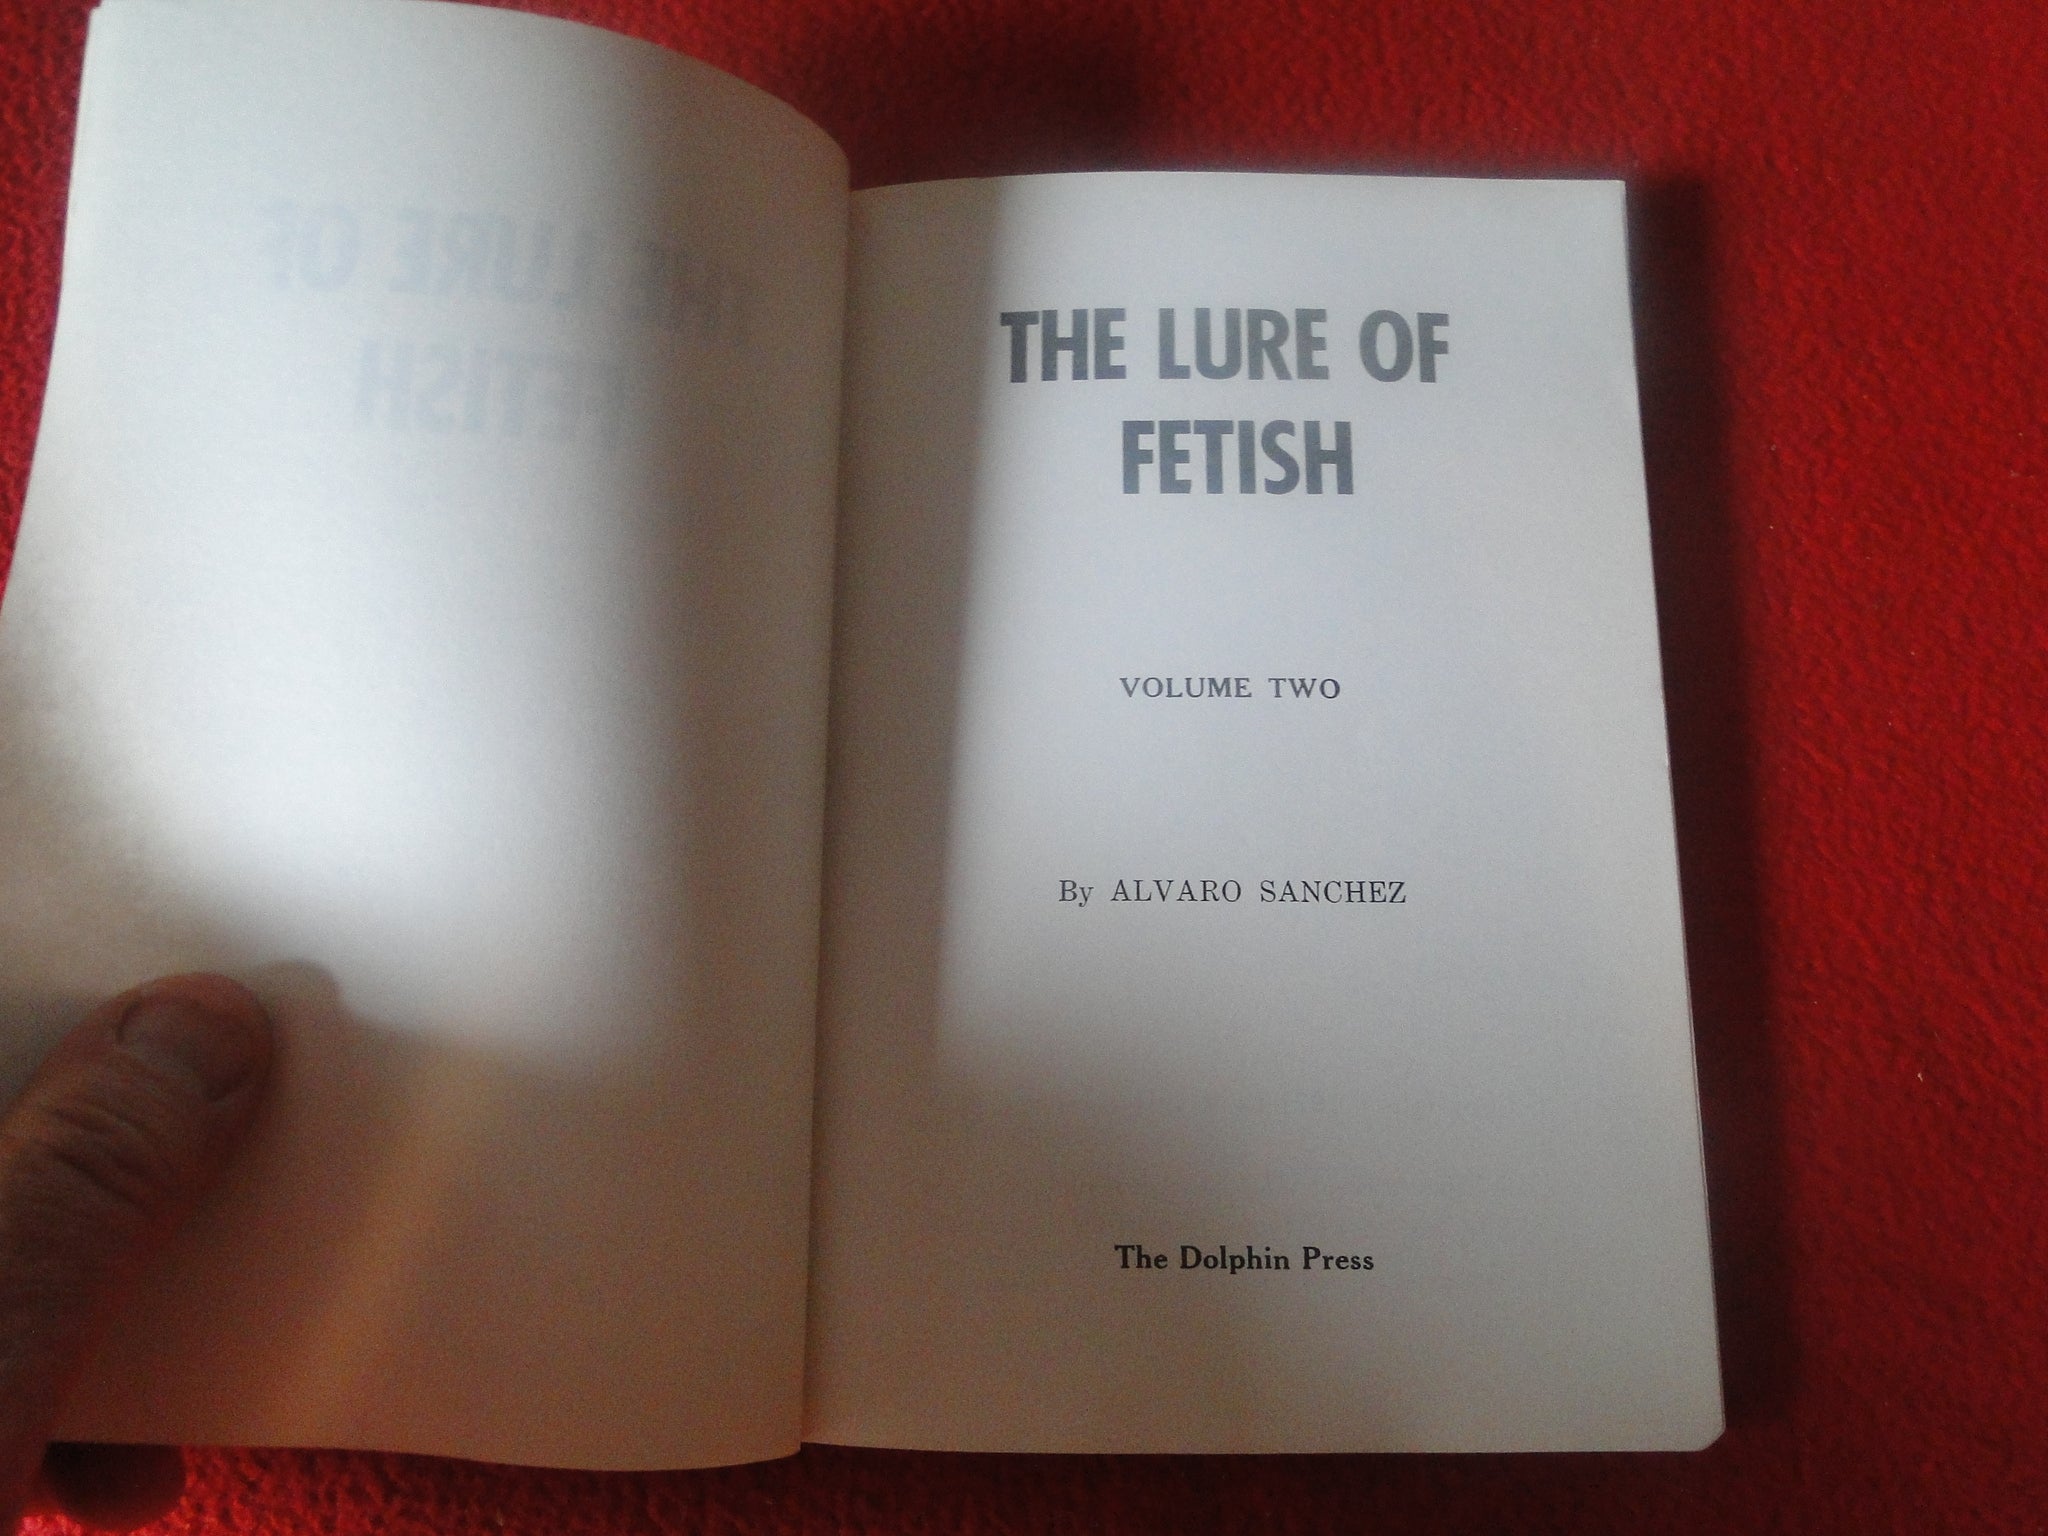 THE LURE OF
FETISH
VOLUME TWO
By ALVARO SANCHEZ
The Dolphin Press